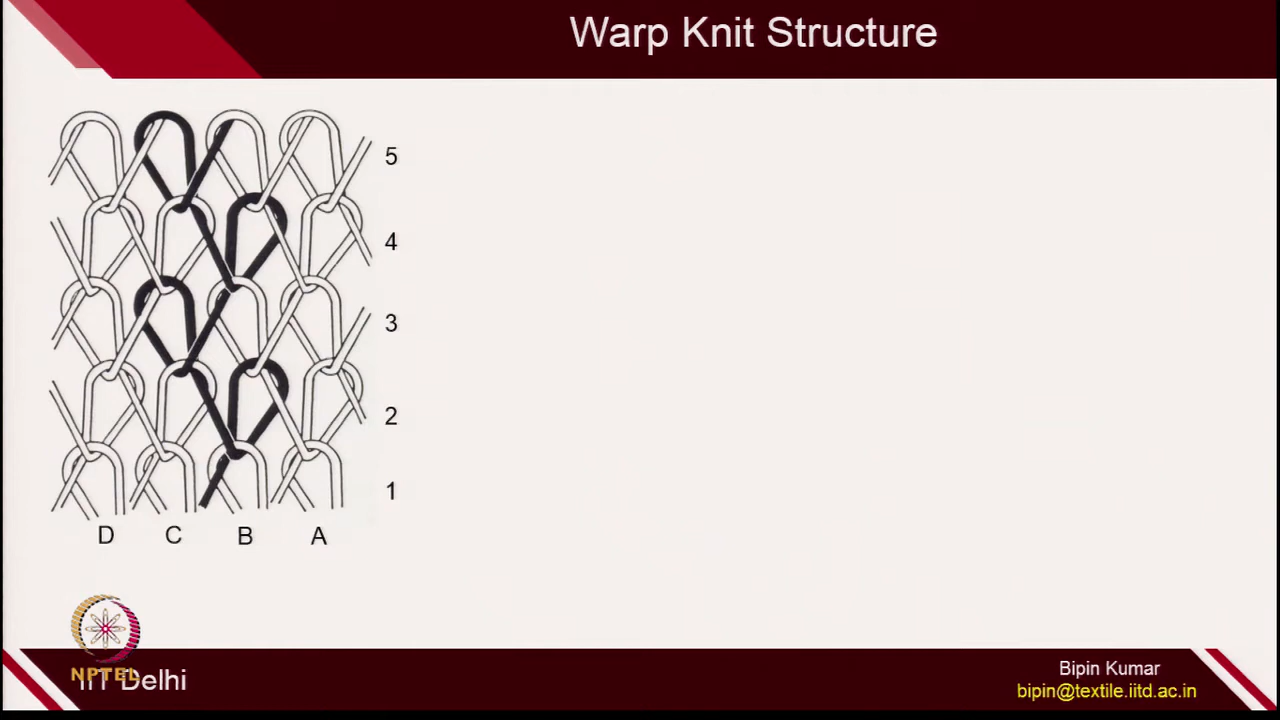 Warp Knit Structure
5
4
3
2
1
D C B A
NPTEL
IIT Delhi
Bipin Kumar
bipin@textile.iitd.ac.in